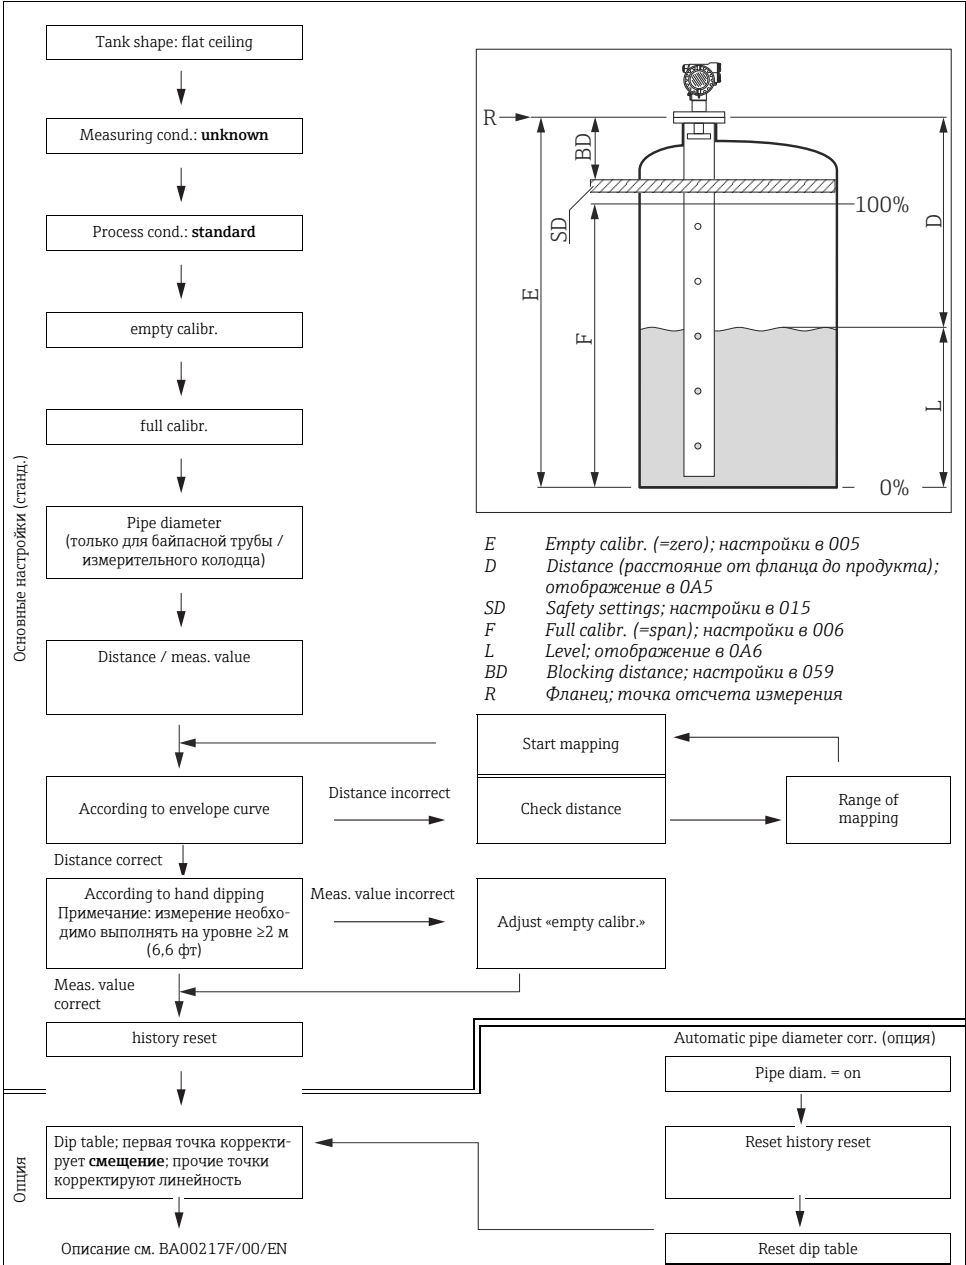 Основные настройки (станд.)
Tank shape: flat ceiling
Measuring cond.: unknown
Process cond.: standard
empty calibr.
full calibr.
Pipe diameter
(только для байпасной трубы /
измерительного колодца)
Distance / meas. value
R
BD
SD
E
F
100%
D
L
0%
E Empty calibr. (=zero); настройки в 005
D Distance (расстояние от фланца до продукта);
отображение в 0A5
SD Safety settings; настройки в 015
F Full calibr. (=span); настройки в 006
L Level; отображение в 0A6
BD Blocking distance; настройки в 059
R Фланец; точка отсчета измерения
Start mapping
According to envelope curve
Distance incorrect
Check distance
Range of
mapping
Distance correct
According to hand dipping
Примечание: измерение необхо-
димо выполнять на уровне ≥2 м
(6,6 фт)
Meas. value incorrect
Adjust «empty calibr.»
Meas. value
correct
history reset
Automatic pipe diameter corr. (опция)
Pipe diam. = on
Reset history reset
Reset dip table
Опция
Dip table; первая точка корректи-
рует смещение; прочие точки
корректируют линейность
Описание см. BA00217F/00/EN